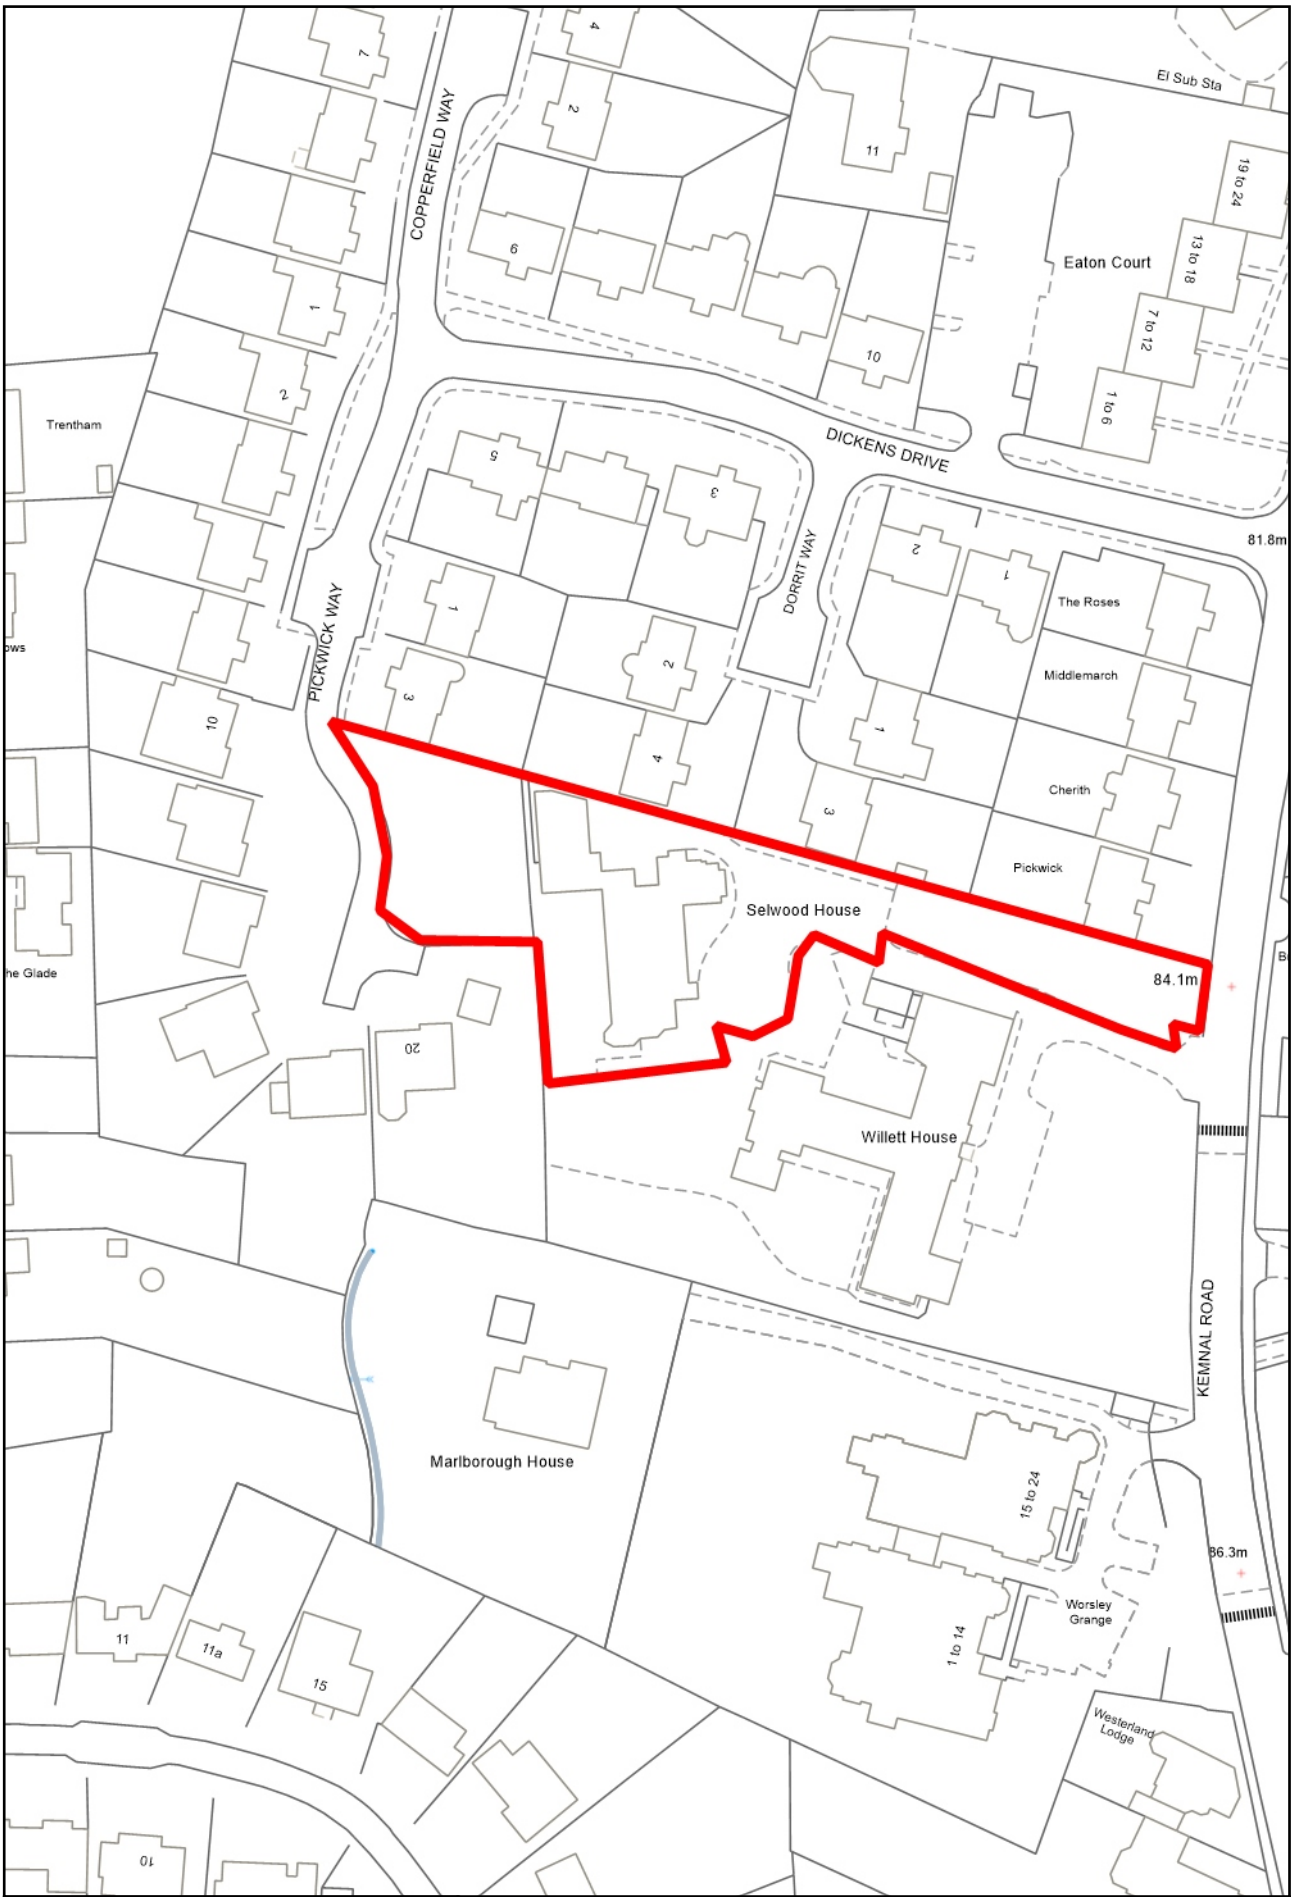 7
4
El Sub Sta
2
COPPERFIELD WAY
11
19 to 24
9
13 to 18
Eaton Court
1
7 to 12
10
2
1 to 6
Trentham
DICKENS DRIVE
5
3
81.8m
2
DORRIT WAY
1
The Roses
1
PICKWICK WAY
ows
2
Middlemarch
3
10
1
4
Cherith
3
Pickwick
Selwood House
he Glade
B
84.1m
20
Willett House
KEMNAL ROAD
Marlborough House
15 to 24
86.3m
Worsley
Grange
11
11a
1 to 14
15
Westerland
Lodge
10